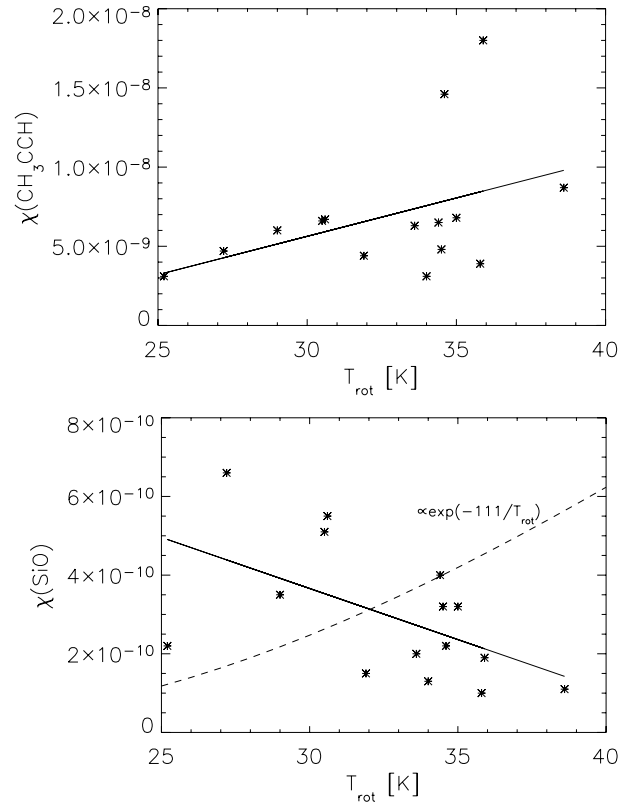 2.0×10⁻⁸
1.5×10⁻⁸
1.0×10⁻⁸
5.0×10⁻⁹
0
χ(CH₃CCH)
25 30 35 40
T_rot [K]
8×10⁻¹⁰
6×10⁻¹⁰
4×10⁻¹⁰
2×10⁻¹⁰
0
χ(SiO)
∝exp(−111/T_rot)
25 30 35 40
T_rot [K]